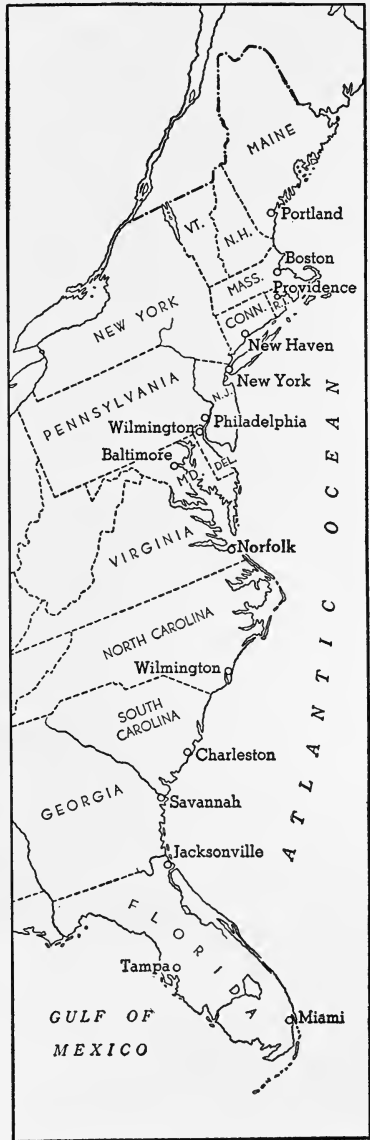 MAINE
Portland
VT.
N.H.
Boston
MASS.
Providence
R.I.
CONN.
NEW YORK
New Haven
New York
N.J.
PENNSYLVANIA
Philadelphia
Wilmington
Baltimore
MD.
DEL.
VIRGINIA
Norfolk
NORTH CAROLINA
Wilmington
SOUTH
CAROLINA
Charleston
GEORGIA
Savannah
Jacksonville
FLORIDA
Tampa
Miami
GULF OF
MEXICO
ATLANTIC OCEAN